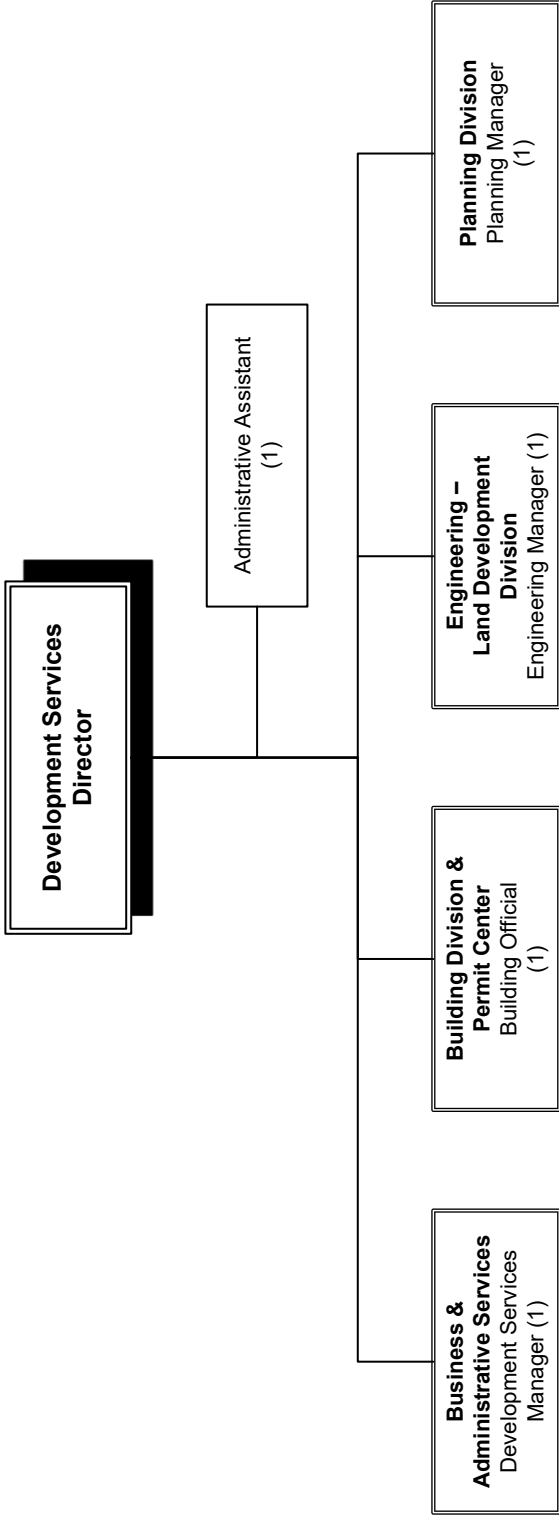 Development Services
Director
Administrative Assistant
(1)
Business &
Administrative Services
Development Services
Manager (1)
Building Division &
Permit Center
Building Official
(1)
Engineering –
Land Development
Division
Engineering Manager (1)
Planning Division
Planning Manager
(1)